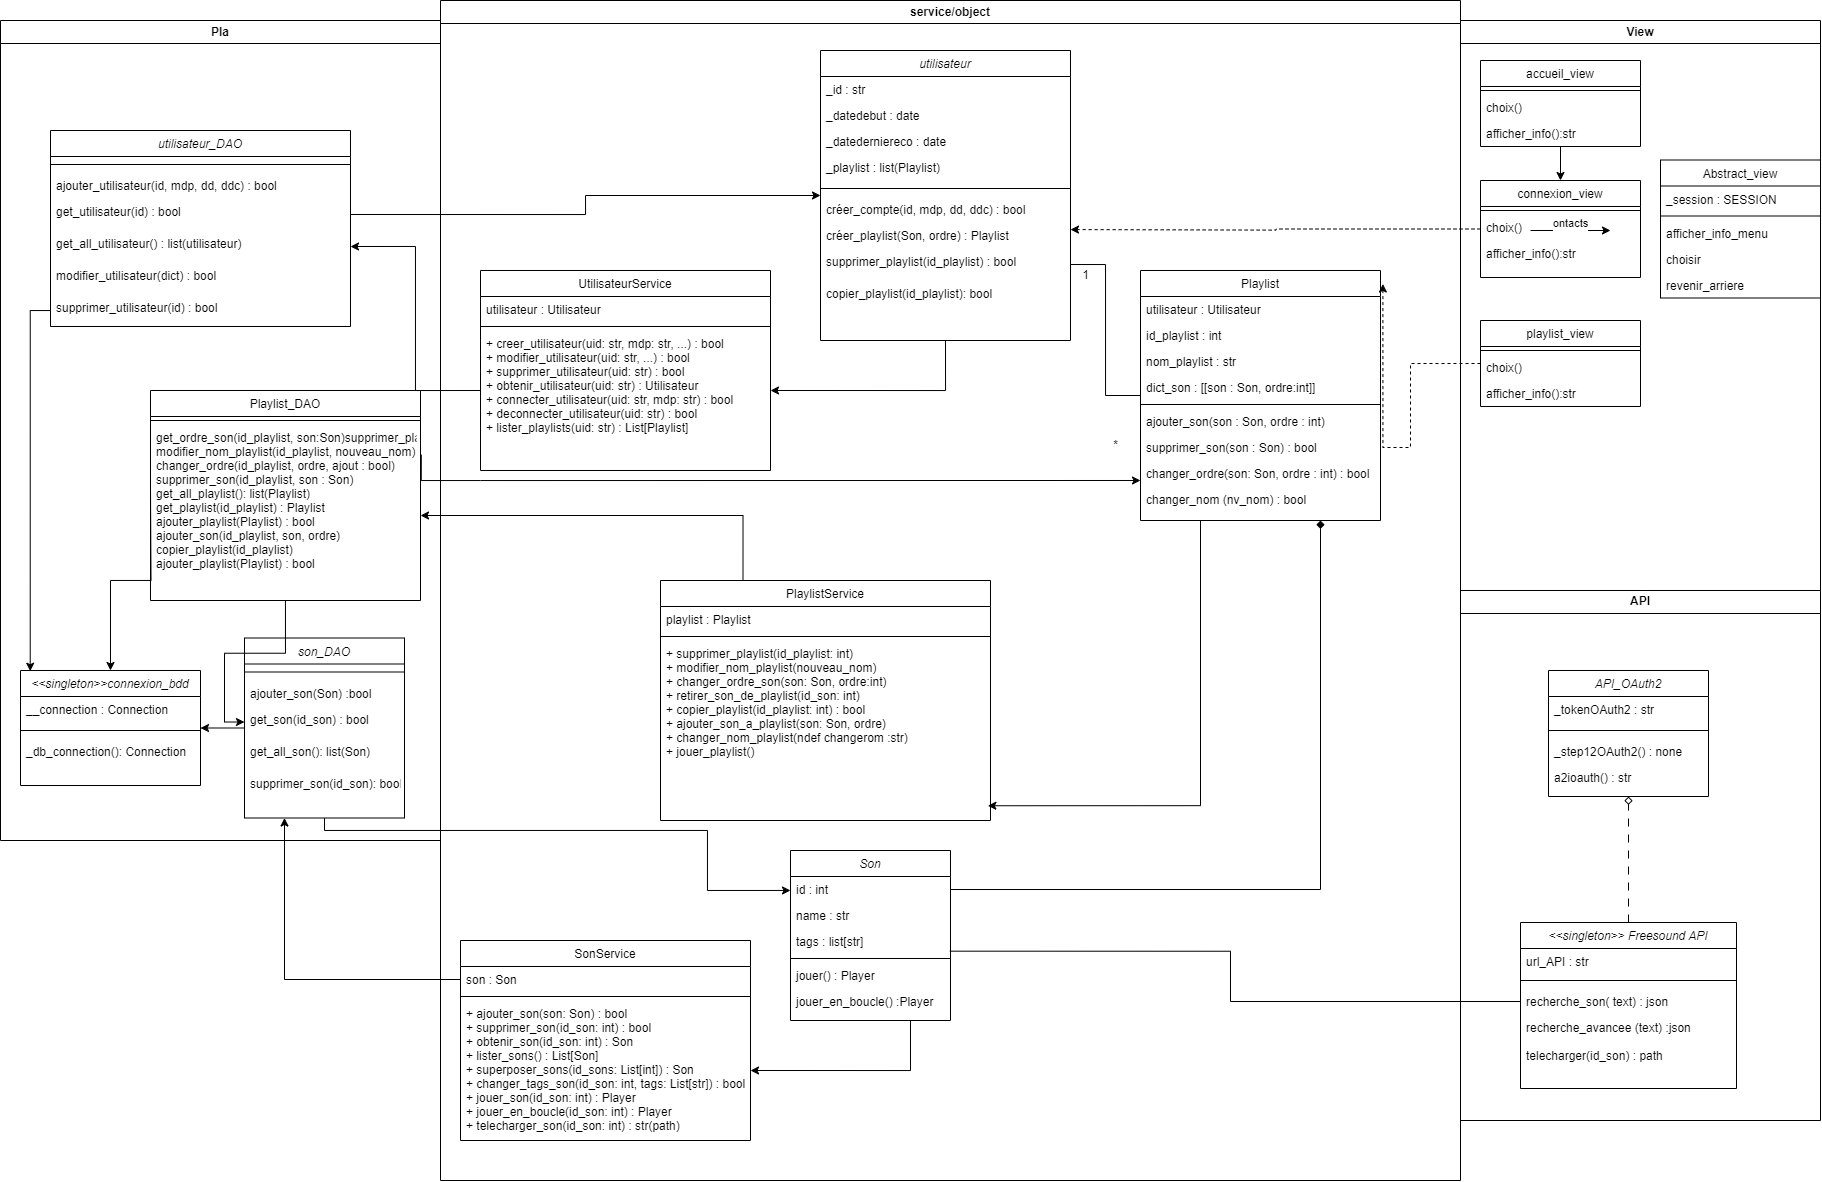 Pla
utilisateur_DAO
ajouter_utilisateur(id, mdp, dd, ddc) : bool
get_utilisateur(id) : bool
get_all_utilisateur() : list(utilisateur)
modifier_utilisateur(dict) : bool
supprimer_utilisateur(id) : bool
Playlist_DAO
get_ordre_son(id_playlist, son:Son)supprimer_pla
modifier_nom_playlist(id_playlist, nouveau_nom)
changer_ordre(id_playlist, ordre, ajout : bool)
supprimer_son(id_playlist, son : Son)
get_all_playlist(): list(Playlist)
get_playlist(id_playlist) : Playlist
ajouter_playlist(Playlist) : bool
ajouter_son(id_playlist, son, ordre)
copier_playlist(id_playlist)
ajouter_playlist(Playlist) : bool
son_DAO
ajouter_son(Son) :bool
get_son(id_son) : bool
get_all_son(): list(Son)
supprimer_son(id_son): bool
<<singleton>>connexion_bdd
__connection : Connection
_db_connection(): Connection
service/object
utilisateur
_id : str
_datedebut : date
_datederniereco : date
_playlist : list(Playlist)
créer_compte(id, mdp, dd, ddc) : bool
créer_playlist(Son, ordre) : Playlist
supprimer_playlist(id_playlist) : bool
copier_playlist(id_playlist): bool
1
*
UtilisateurService
utilisateur : Utilisateur
+ creer_utilisateur(uid: str, mdp: str, ...) : bool
+ modifier_utilisateur(uid: str, ...) : bool
+ supprimer_utilisateur(uid: str) : bool
+ obtenir_utilisateur(uid: str) : Utilisateur
+ connecter_utilisateur(uid: str, mdp: str) : bool
+ deconnecter_utilisateur(uid: str) : bool
+ lister_playlists(uid: str) : List[Playlist]
Playlist
utilisateur : Utilisateur
id_playlist : int
nom_playlist : str
dict_son : [[son : Son, ordre:int]]
ajouter_son(son : Son, ordre : int)
supprimer_son(son : Son) : bool
changer_ordre(son: Son, ordre : int) : bool
changer_nom (nv_nom) : bool
PlaylistService
playlist : Playlist
+ supprimer_playlist(id_playlist: int)
+ modifier_nom_playlist(nouveau_nom)
+ changer_ordre_son(son: Son, ordre:int)
+ retirer_son_de_playlist(id_son: int)
+ copier_playlist(id_playlist: int) : bool
+ ajouter_son_a_playlist(son: Son, ordre)
+ changer_nom_playlist(ndef changerom :str)
+ jouer_playlist()
Son
id : int
name : str
tags : list[str]
jouer() : Player
jouer_en_boucle() :Player
SonService
son : Son
+ ajouter_son(son: Son) : bool
+ supprimer_son(id_son: int) : bool
+ obtenir_son(id_son: int) : Son
+ lister_sons() : List[Son]
+ superposer_sons(id_sons: List[int]) : Son
+ changer_tags_son(id_son: int, tags: List[str]) : bool
+ jouer_son(id_son: int) : Player
+ jouer_en_boucle(id_son: int) : Player
+ telecharger_son(id_son: int) : str(path)
View
accueil_view
choix()
afficher_info():str
connexion_view
choix()
ontacts
afficher_info():str
Abstract_view
_session : SESSION
afficher_info_menu
choisir
revenir_arriere
playlist_view
choix()
afficher_info():str
API
API_OAuth2
_tokenOAuth2 : str
_step12OAuth2() : none
a2ioauth() : str
<<singleton>> Freesound API
url_API : str
recherche_son( text) : json
recherche_avancee (text) :json
telecharger(id_son) : path